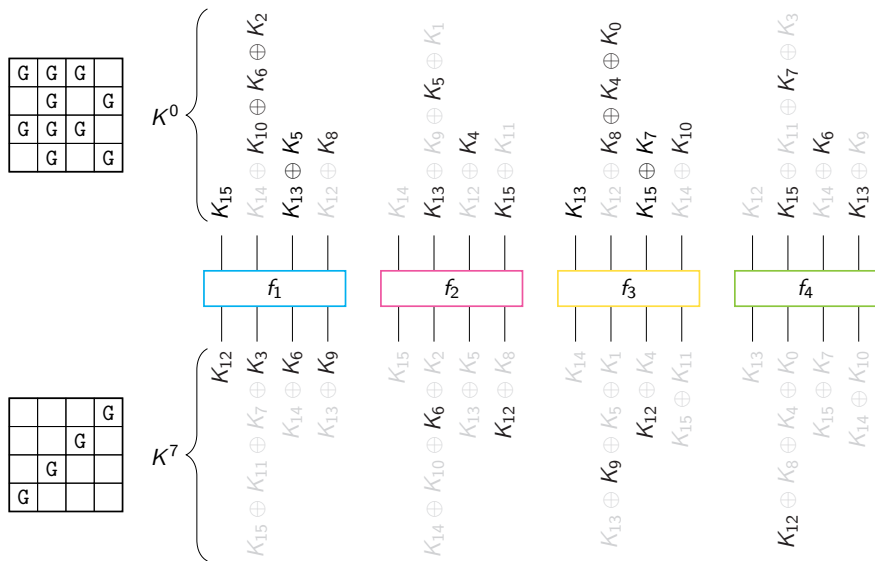 G G G
G G
G G G
G G
K⁰
K₁₅
K₁₄ ⊕ K₁₀ ⊕ K₆ ⊕ K₂
K₁₃ ⊕ K₅
K₁₂ ⊕ K₈
K₁₄
K₁₃ ⊕ K₉ ⊕ K₅ ⊕ K₁
K₁₂ ⊕ K₄
K₁₅ ⊕ K₁₁
K₁₃
K₁₂ ⊕ K₈ ⊕ K₄ ⊕ K₀
K₁₅ ⊕ K₇
K₁₄ ⊕ K₁₀
K₁₂
K₁₅ ⊕ K₁₁ ⊕ K₇ ⊕ K₃
K₁₄ ⊕ K₆
K₁₃ ⊕ K₉
f₁
f₂
f₃
f₄
G
G
G
G
K⁷
K₁₂
K₁₅ ⊕ K₁₁ ⊕ K₇ ⊕ K₃
K₁₄ ⊕ K₆
K₁₃ ⊕ K₉
K₁₅
K₁₄ ⊕ K₁₀ ⊕ K₆ ⊕ K₂
K₁₃ ⊕ K₅
K₁₂ ⊕ K₈
K₁₄
K₁₃ ⊕ K₉ ⊕ K₅ ⊕ K₁
K₁₂ ⊕ K₄
K₁₅ ⊕ K₁₁
K₁₃
K₁₂ ⊕ K₈ ⊕ K₄ ⊕ K₀
K₁₅ ⊕ K₇
K₁₄ ⊕ K₁₀